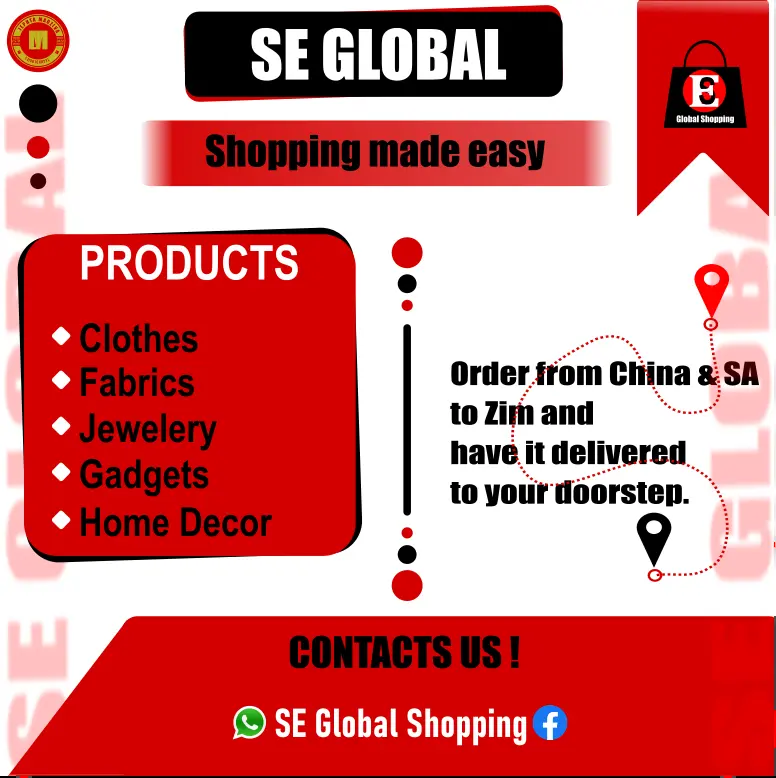 SE GLOBAL
Shopping made easy
E
Global Shopping
M
PRODUCTS
Clothes
Fabrics
Jewelery
Gadgets
Home Decor
Order from China & SA
to Zim and
have it delivered
to your doorstep.
CONTACTS US !
SE Global Shopping
SE GLOBAL
SE GLOBAL